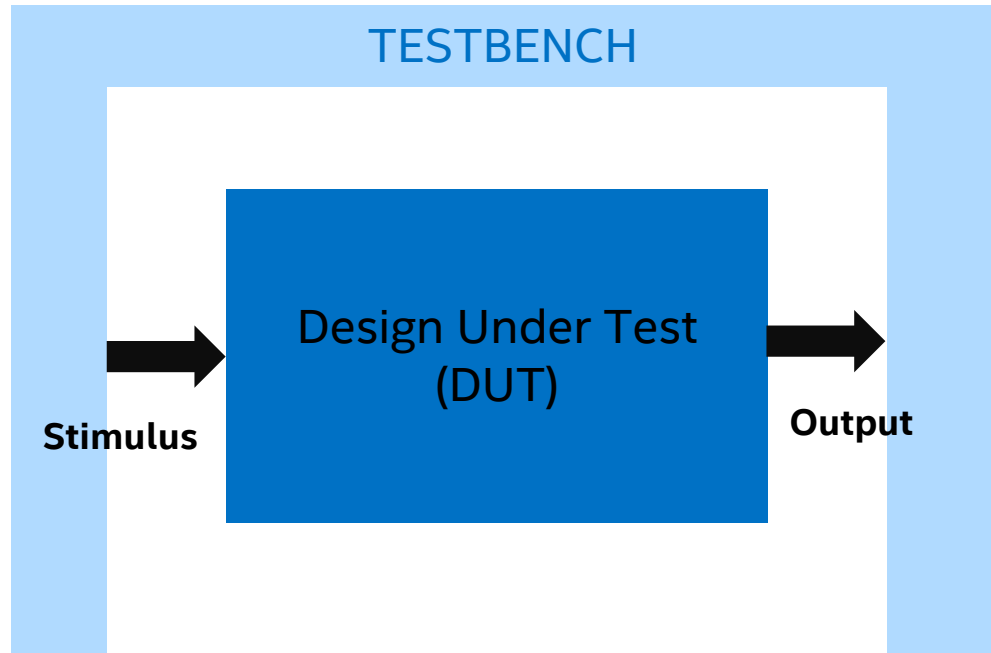 TESTBENCH
Design Under Test
(DUT)
Stimulus
Output